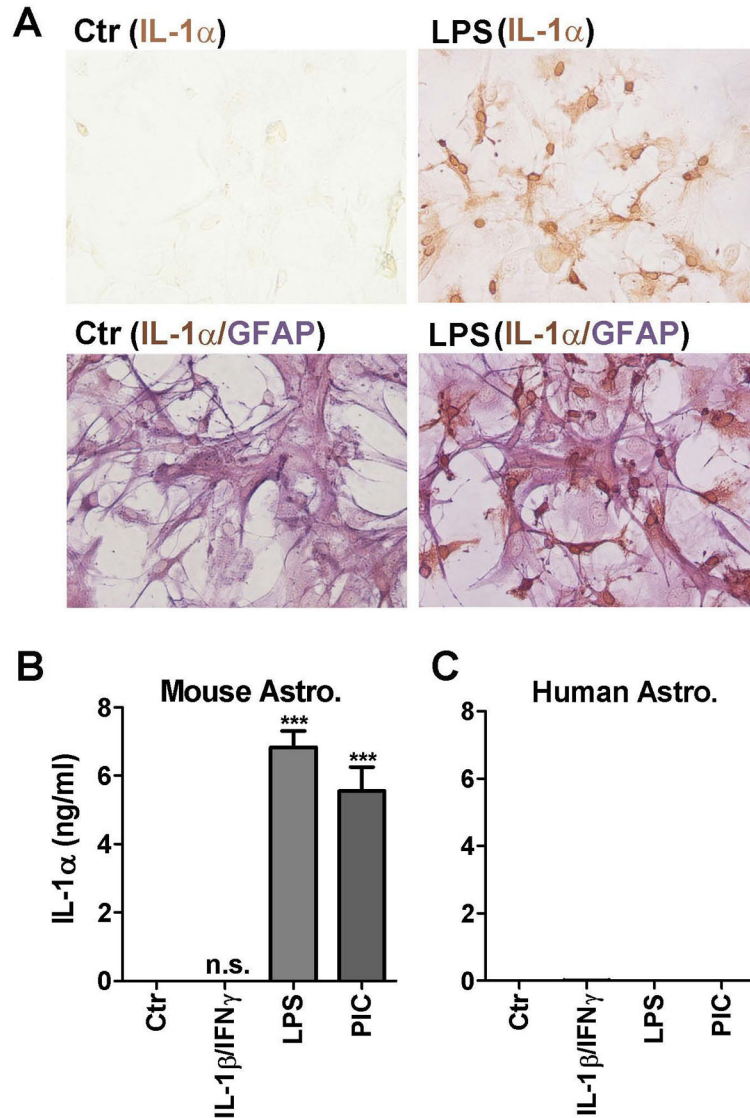 A
Ctr (IL-1α)
LPS (IL-1α)
Ctr (IL-1α/GFAP)
LPS (IL-1α/GFAP)
B
Mouse Astro.
IL-1α (ng/ml)
8
6
4
2
0
n.s.
***
***
Ctr
IL-1β/IFNγ
LPS
PIC
C
Human Astro.
8
6
4
2
0
Ctr
IL-1β/IFNγ
LPS
PIC